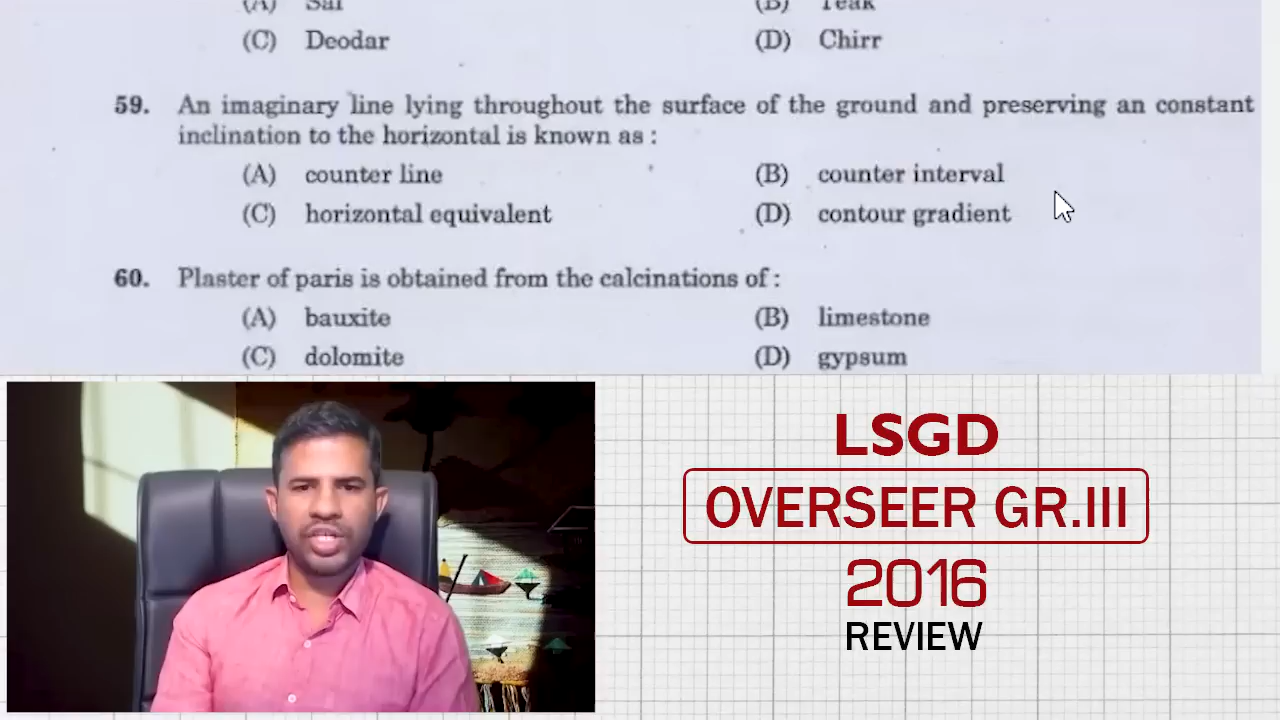 (A) Sal (B) Teak
(C) Deodar (D) Chirr
59. An imaginary line lying throughout the surface of the ground and preserving an constant
inclination to the horizontal is known as :
(A) counter line (B) counter interval
(C) horizontal equivalent (D) contour gradient
60. Plaster of paris is obtained from the calcinations of :
(A) bauxite (B) limestone
(C) dolomite (D) gypsum
LSGD
OVERSEER GR.III
2016
REVIEW